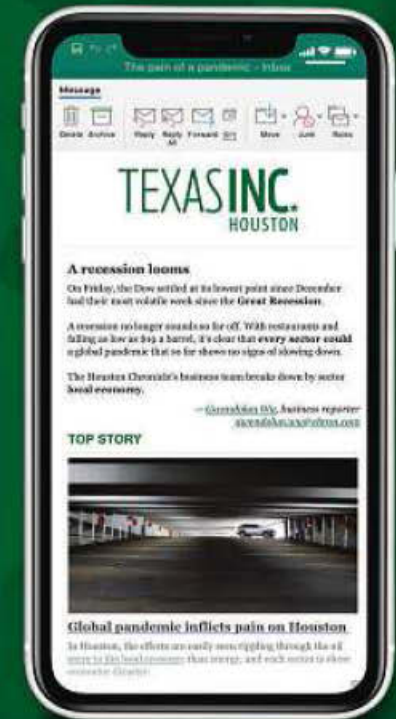 The pain of a pandemic - Inbox
Message
Delete Archive Reply Reply All Forward Move Junk Rules
TEXAS INC.
HOUSTON
A recession looms
On Friday, the Dow settled at its lowest point since December
had their most volatile week since the Great Recession.
A recession no longer sounds so far off. With restaurants and
falling as low as $19 a barrel, it's clear that every sector could
a global pandemic that so far shows no signs of slowing down.
The Houston Chronicle's business team breaks down by sector
local economy.
— Gwendolyn Wu, business reporter
TOP STORY
Global pandemic inflicts pain on Houston
In Houston, the effects are easily seen rippling through the oil
than energy, and each sector is